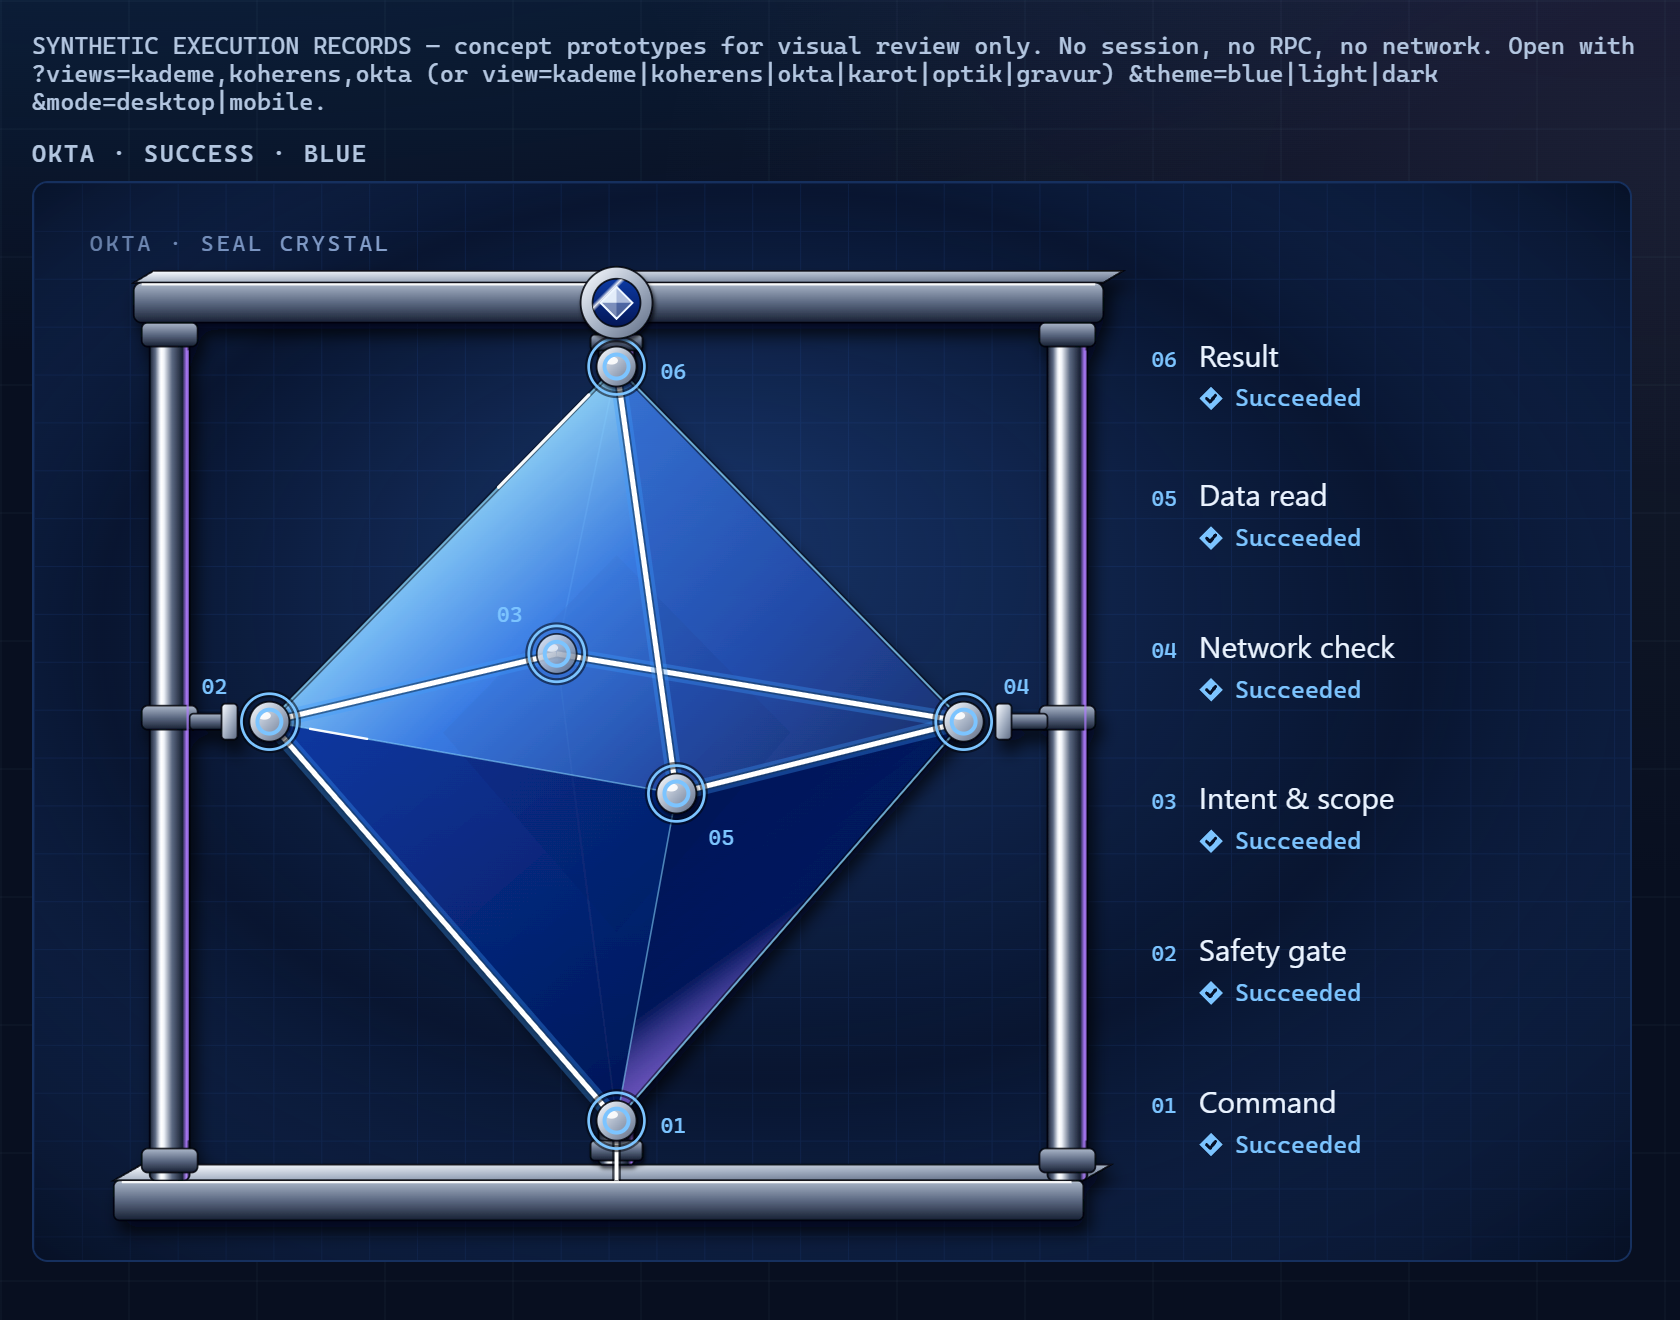 SYNTHETIC EXECUTION RECORDS — concept prototypes for visual review only. No session, no RPC, no network. Open with
?views=kademe,koherens,okta (or view=kademe|koherens|okta|karot|optik|gravur) &theme=blue|light|dark
&mode=desktop|mobile.
OKTA · SUCCESS · BLUE
OKTA · SEAL CRYSTAL
06
03
02
04
05
01
06 Result
Succeeded
05 Data read
Succeeded
04 Network check
Succeeded
03 Intent & scope
Succeeded
02 Safety gate
Succeeded
01 Command
Succeeded